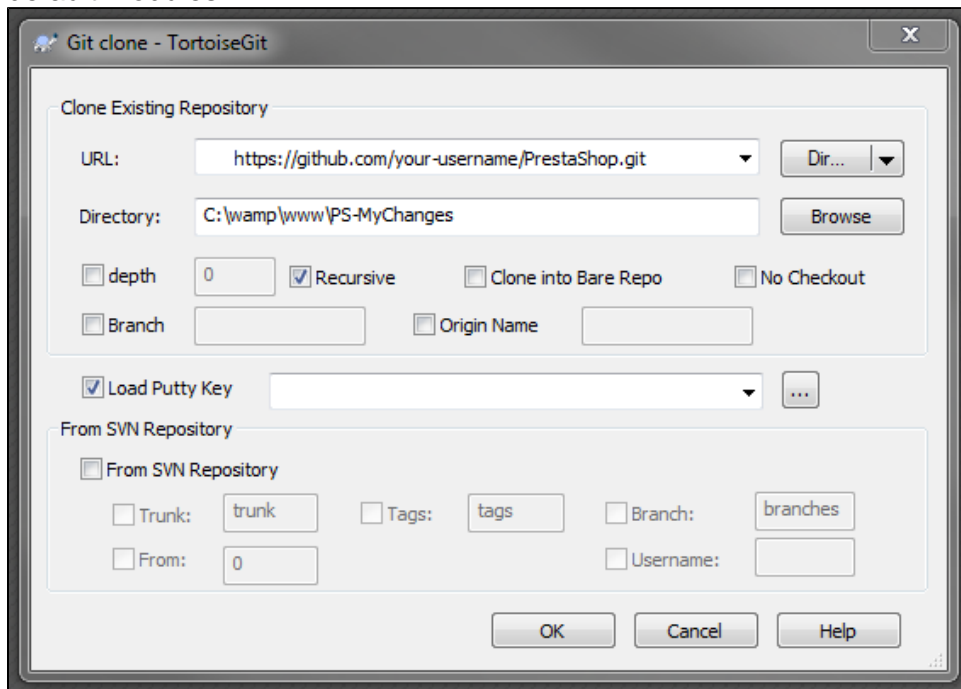 Git clone - TortoiseGit
X
Clone Existing Repository
URL: https://github.com/your-username/PrestaShop.git Dir...
Directory: C:\wamp\www\PS-MyChanges Browse
depth 0 Recursive Clone into Bare Repo No Checkout
Branch Origin Name
Load Putty Key ...
From SVN Repository
From SVN Repository
Trunk: trunk Tags: tags Branch: branches
From: 0 Username:
OK Cancel Help